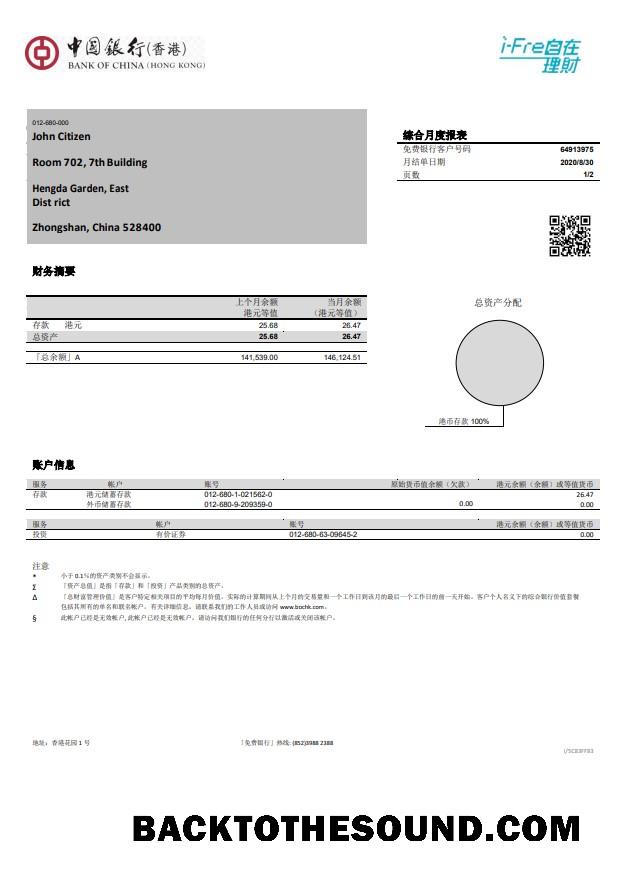 中國銀行(香港)
BANK OF CHINA (HONG KONG)
i-Fre自在
理財
012-680-000
John Citizen
Room 702, 7th Building
Hengda Garden, East
Dist rict
Zhongshan, China 528400
综合月度报表
免费银行客户号码 64913975
月结单日期 2020/8/30
页数 1/2
财务摘要
上个月余额 当月余额
港元等值 （港元等值）
存款 港元 25.68 26.47
总资产 25.68 26.47
「总余额」A 141,539.00 146,124.51
总资产分配
港币存款 100%
账户信息
服务 帐户 账号 原始货币值余额（欠款） 港元余额（余额）或等值货币
存款 港元储蓄存款 012-680-1-021562-0 26.47
外币储蓄存款 012-680-9-209359-0 0.00 0.00
服务 帐户 账号 港元余额（余额）或等值货币
投资 有价证券 012-680-63-09645-2 0.00
注意
* 小于 0.1%的资产类别不会显示。
Σ 「资产总值」是指「存款」和「投资」产品类别的总资产。
Δ 「总财富管理价值」是客户特定相关项目的平均每月价值。实际的计算期间从上个月的交易量和一个工作日到该月的最后一个工作日的前一天开始。客户个人名义下的综合银行价值套餐
包括其所有的单名和联名帐户。有关详细信息，请联系我们的工作人员或访问 www.bochk.com。
§ 此帐户已经是无效帐户, 此帐户已经是无效帐户。请访问我们银行的任何分行以激活或关闭该帐户。
地址：香港花园 1 号 「免费银行」热线: (852)3988 2388
BACKTOTHESOUND.COM